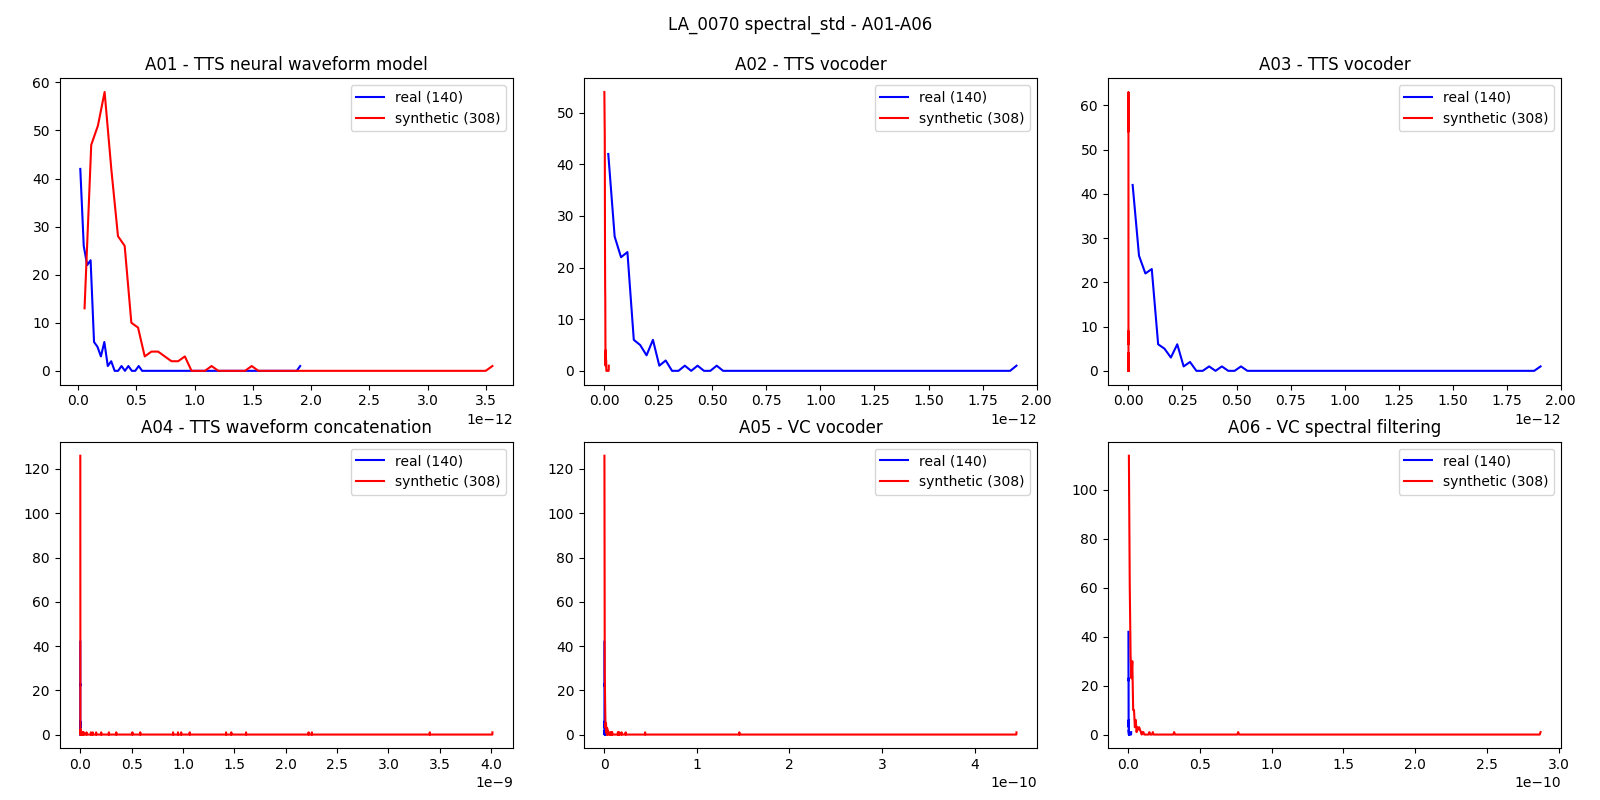 LA_0070 spectral_std - A01-A06
A01 - TTS neural waveform model
60
50
40
30
20
10
0
real (140)
synthetic (308)
0.0 0.5 1.0 1.5 2.0 2.5 3.0 3.5
1e−12
A02 - TTS vocoder
50
40
30
20
10
0
real (140)
synthetic (308)
0.00 0.25 0.50 0.75 1.00 1.25 1.50 1.75 2.00
1e−12
A03 - TTS vocoder
60
50
40
30
20
10
0
real (140)
synthetic (308)
0.00 0.25 0.50 0.75 1.00 1.25 1.50 1.75 2.00
1e−12
A04 - TTS waveform concatenation
120
100
80
60
40
20
0
real (140)
synthetic (308)
0.0 0.5 1.0 1.5 2.0 2.5 3.0 3.5 4.0
1e−9
A05 - VC vocoder
120
100
80
60
40
20
0
real (140)
synthetic (308)
0 1 2 3 4
1e−10
A06 - VC spectral filtering
100
80
60
40
20
0
real (140)
synthetic (308)
0.0 0.5 1.0 1.5 2.0 2.5 3.0
1e−10